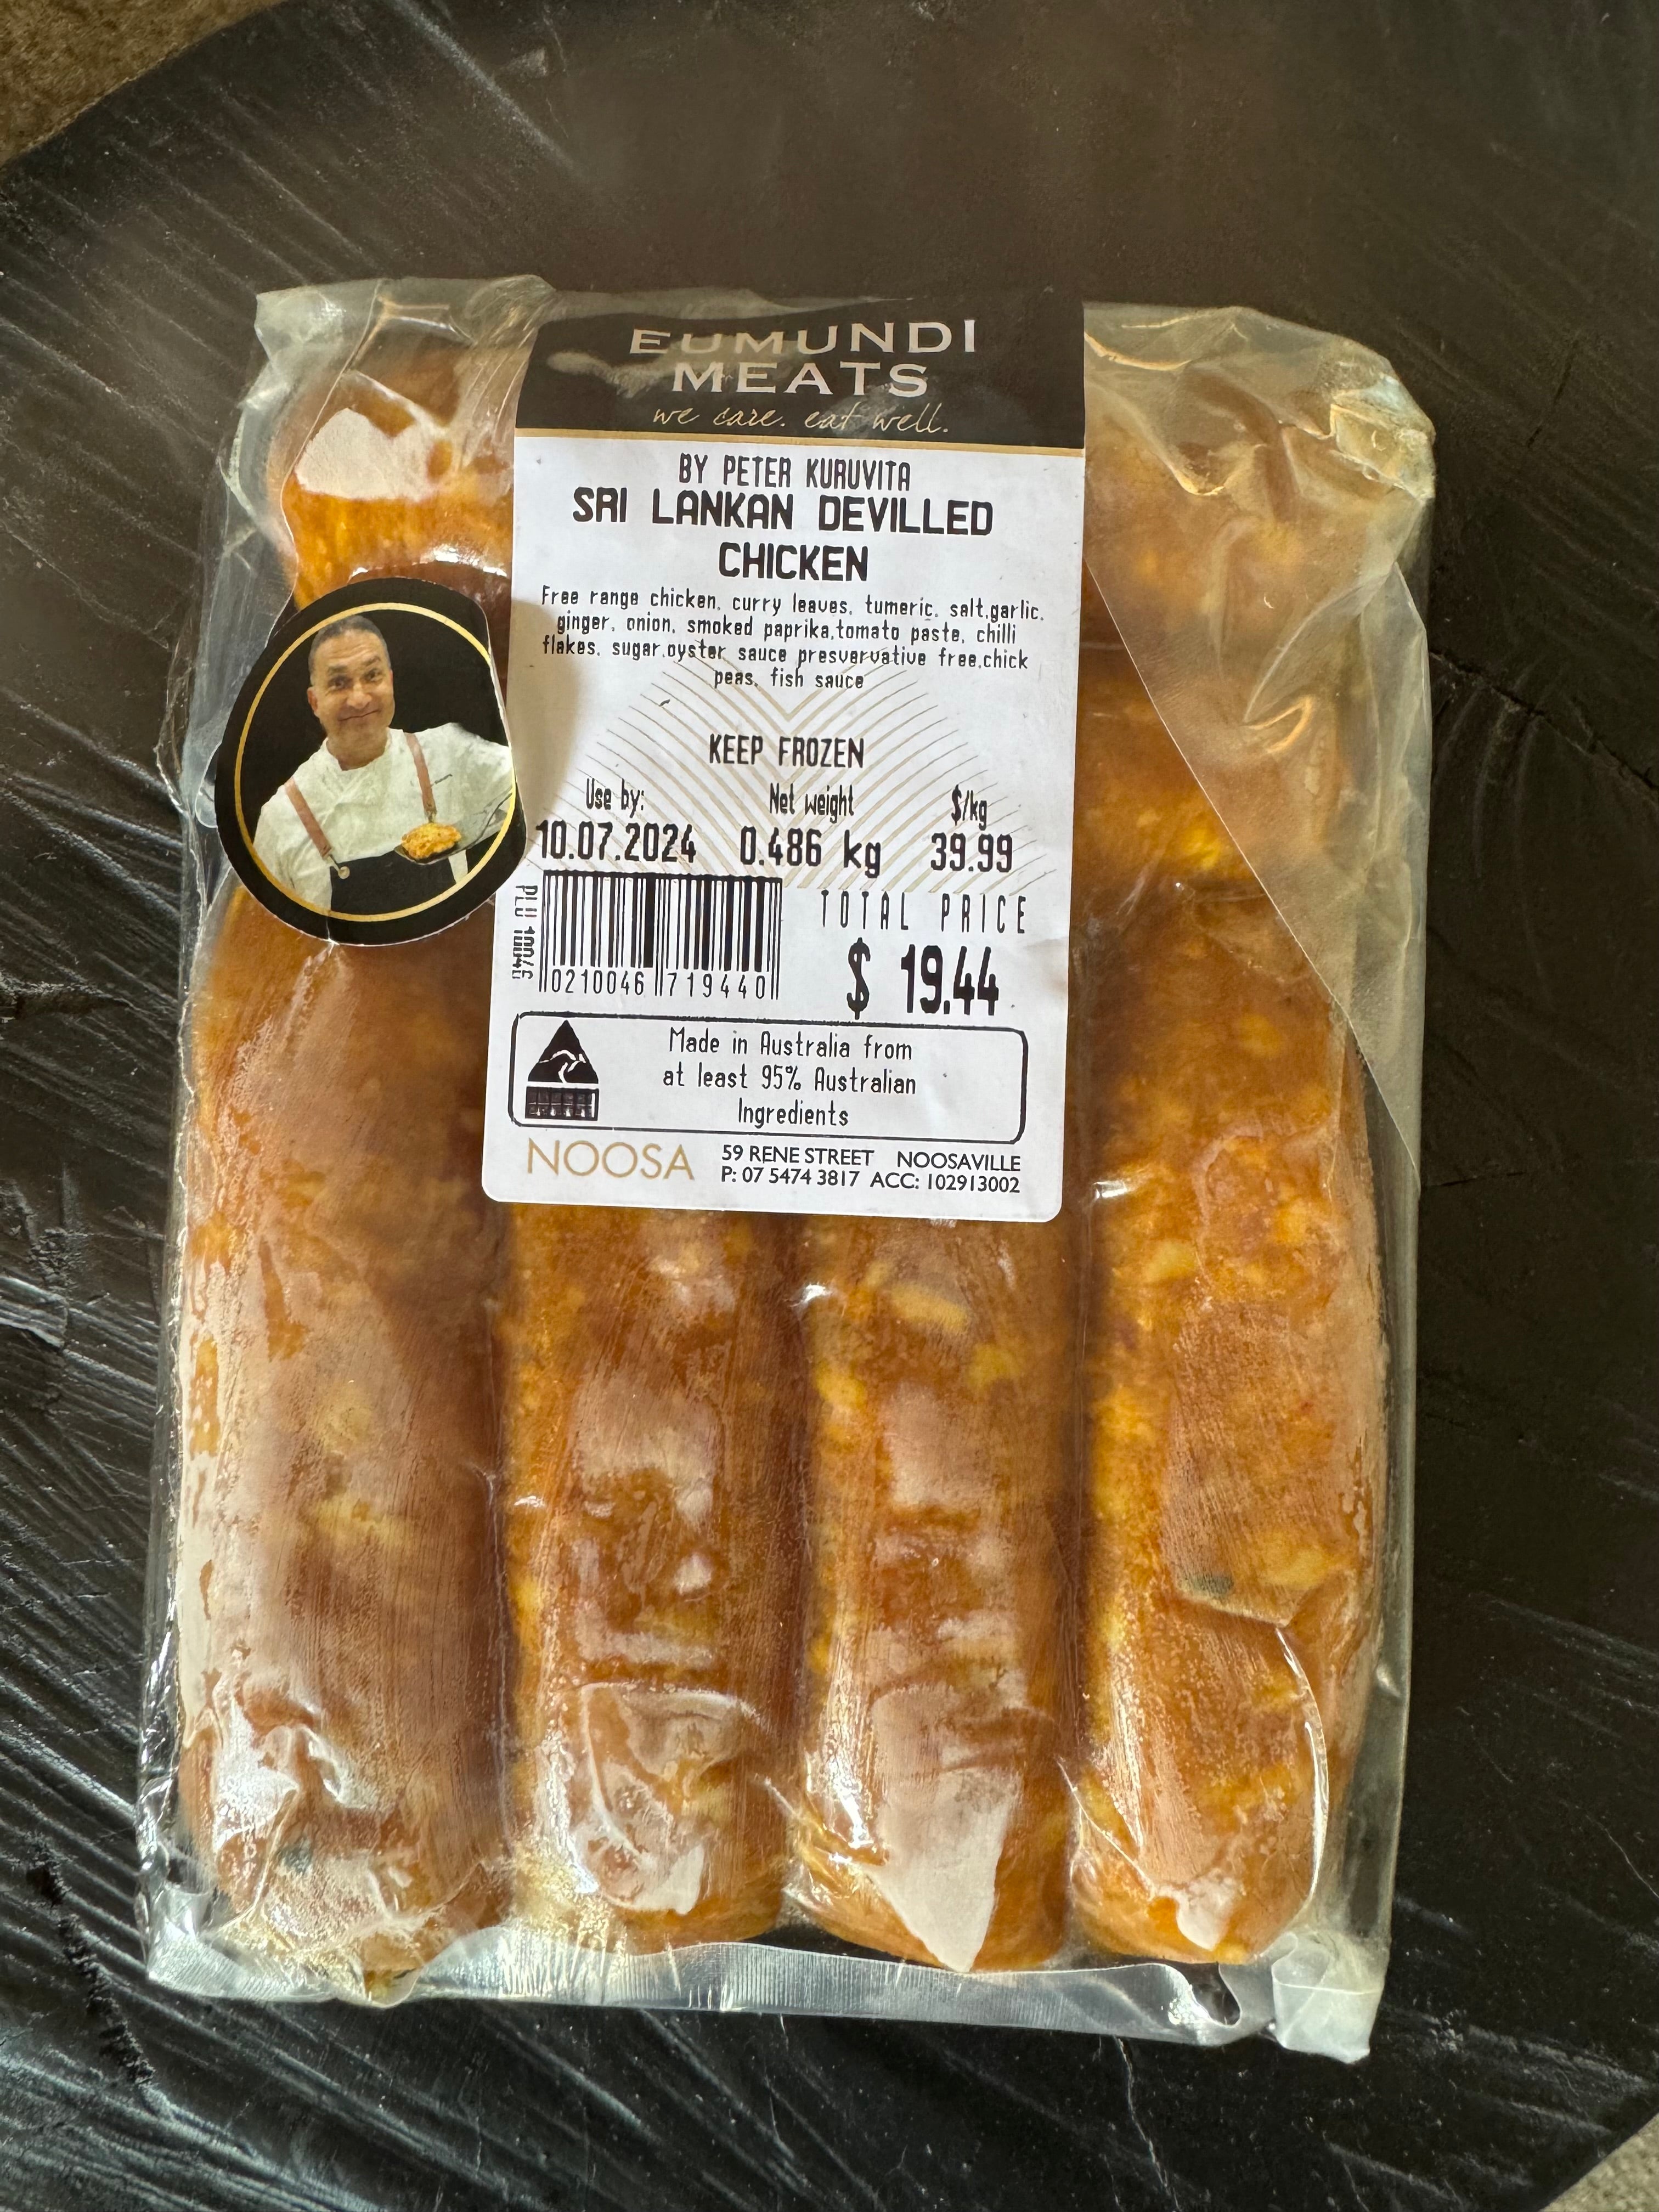 EUMUNDI
MEATS
we care. eat well.
BY PETER KURUVITA
SRI LANKAN DEVILLED
CHICKEN
Free range chicken, curry leaves, tumeric, salt,garlic,
ginger, onion, smoked paprika,tomato paste, chilli
flakes, sugar,oyster sauce presvarvative free,chick
peas, fish sauce
KEEP FROZEN
Use by: Net weight $/kg
10.07.2024 0.486 kg 39.99
PLU 10046
TOTAL PRICE
$ 19.44
0210046 719440
Made in Australia from
at least 95% Australian
Ingredients
NOOSA
59 RENE STREET NOOSAVILLE
P: 07 5474 3817 ACC: 102913002